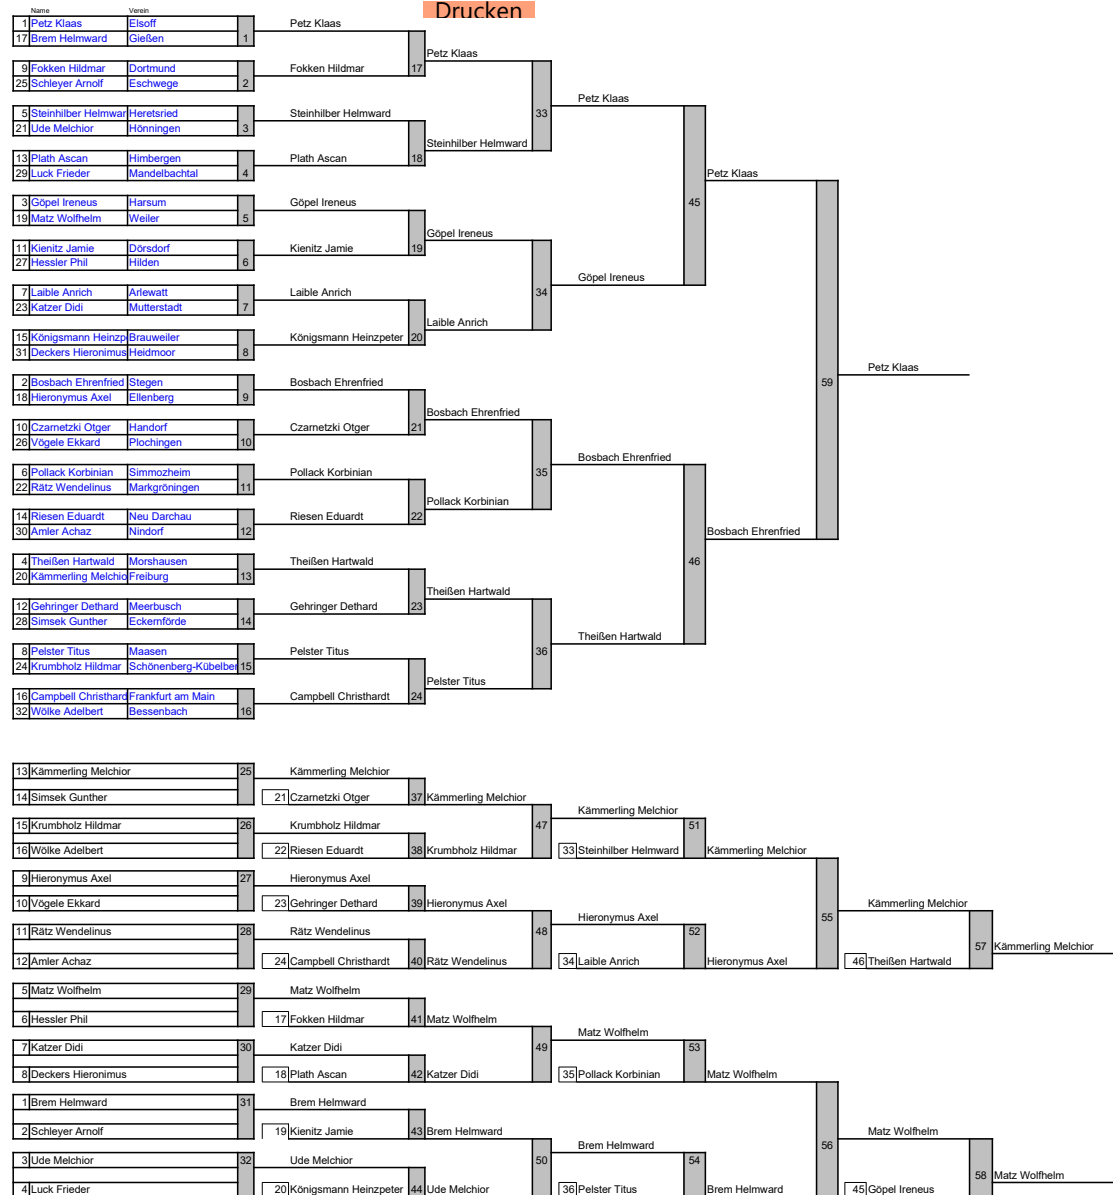 Drucken
Name Verein
1 Petz Klaas Elsoff Petz Klaas
17 Brem Helmward Gießen 1
Petz Klaas
9 Fokken Hildmar Dortmund Fokken Hildmar 17
25 Schleyer Arnolf Eschwege 2
Petz Klaas
5 Steinhilber Helmwar Heretsried Steinhilber Helmward 33
21 Ude Melchior Hönningen 3
Steinhilber Helmward
13 Plath Ascan Himbergen Plath Ascan 18
29 Luck Frieder Mandelbachtal 4 Petz Klaas
3 Göpel Ireneus Harsum Göpel Ireneus 45
19 Matz Wolfhelm Weiler 5
Göpel Ireneus
11 Kienitz Jamie Dörsdorf Kienitz Jamie 19
27 Hessler Phil Hilden 6
Göpel Ireneus
7 Laible Anrich Arlewatt Laible Anrich 34
23 Katzer Didi Mutterstadt 7
Laible Anrich
15 Königsmann Heinzp Brauweiler Königsmann Heinzpeter 20
31 Deckers Hieronimus Heidmoor 8
Petz Klaas
2 Bosbach Ehrenfried Stegen Bosbach Ehrenfried 59
18 Hieronymus Axel Ellenberg 9
Bosbach Ehrenfried
10 Czarnetzki Otger Handorf Czarnetzki Otger 21
26 Vögele Ekkard Plochingen 10
Bosbach Ehrenfried
6 Pollack Korbinian Simmozheim Pollack Korbinian 35
22 Rätz Wendelinus Markgröningen 11
Pollack Korbinian
14 Riesen Eduardt Neu Darchau Riesen Eduardt 22
30 Amler Achaz Nindorf 12 Bosbach Ehrenfried
4 Theißen Hartwald Morshausen Theißen Hartwald 46
20 Kämmerling Melchio Freiburg 13
Theißen Hartwald
12 Gehringer Dethard Meerbusch Gehringer Dethard 23
28 Simsek Gunther Eckernförde 14
Theißen Hartwald
8 Pelster Titus Maasen Pelster Titus 36
24 Krumbholz Hildmar Schönenberg-Kübelber 15
Pelster Titus
16 Campbell Christhard Frankfurt am Main Campbell Christhardt 24
32 Wölke Adelbert Bessenbach 16
13 Kämmerling Melchior 25 Kämmerling Melchior
14 Simsek Gunther 21 Czarnetzki Otger 37 Kämmerling Melchior
Kämmerling Melchior
15 Krumbholz Hildmar 26 Krumbholz Hildmar 47 51
16 Wölke Adelbert 22 Riesen Eduardt 38 Krumbholz Hildmar 33 Steinhilber Helmward Kämmerling Melchior
9 Hieronymus Axel 27 Hieronymus Axel
10 Vögele Ekkard 23 Gehringer Dethard 39 Hieronymus Axel Kämmerling Melchior
Hieronymus Axel 55
11 Rätz Wendelinus 28 Rätz Wendelinus 48 52
57 Kämmerling Melchior
12 Amler Achaz 24 Campbell Christhardt 40 Rätz Wendelinus 34 Laible Anrich Hieronymus Axel 46 Theißen Hartwald
5 Matz Wolfhelm 29 Matz Wolfhelm
6 Hessler Phil 17 Fokken Hildmar 41 Matz Wolfhelm
Matz Wolfhelm
7 Katzer Didi 30 Katzer Didi 49 53
8 Deckers Hieronimus 18 Plath Ascan 42 Katzer Didi 35 Pollack Korbinian Matz Wolfhelm
1 Brem Helmward 31 Brem Helmward
2 Schleyer Arnolf 19 Kienitz Jamie 43 Brem Helmward Matz Wolfhelm
Brem Helmward 56
3 Ude Melchior 32 Ude Melchior 50 54
58 Matz Wolfhelm
4 Luck Frieder 20 Königsmann Heinzpeter 44 Ude Melchior 36 Pelster Titus Brem Helmward 45 Göpel Ireneus